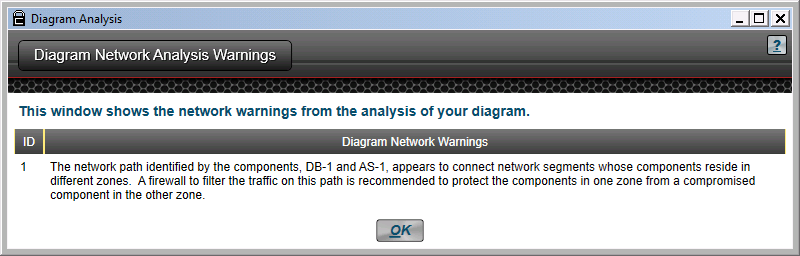 Diagram Analysis
Diagram Network Analysis Warnings
?
This window shows the network warnings from the analysis of your diagram.
ID Diagram Network Warnings
1 The network path identified by the components, DB-1 and AS-1, appears to connect network segments whose components reside in
different zones.  A firewall to filter the traffic on this path is recommended to protect the components in one zone from a compromised
component in the other zone.
OK